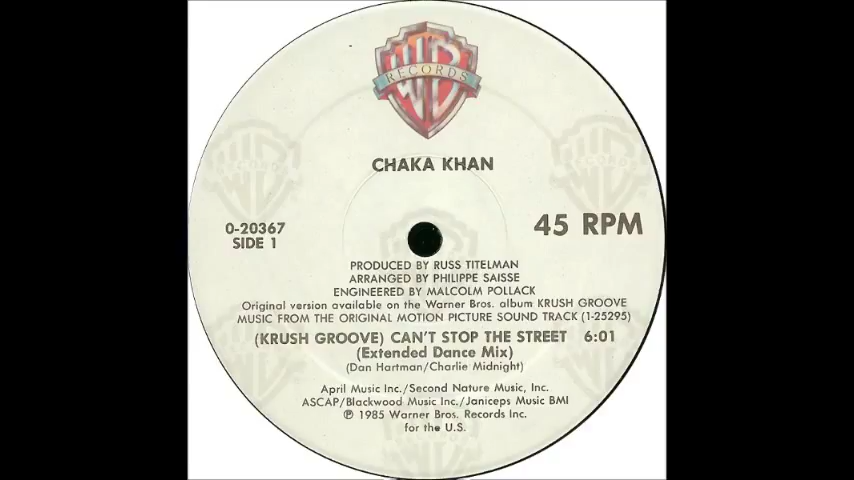 WB
RECORDS
CHAKA KHAN
0-20367
SIDE 1
45 RPM
PRODUCED BY RUSS TITELMAN
ARRANGED BY PHILIPPE SAISSE
ENGINEERED BY MALCOLM POLLACK
Original version available on the Warner Bros. album KRUSH GROOVE
MUSIC FROM THE ORIGINAL MOTION PICTURE SOUND TRACK (1-25295)
(KRUSH GROOVE) CAN'T STOP THE STREET 6:01
(Extended Dance Mix)
(Dan Hartman/Charlie Midnight)
April Music Inc./Second Nature Music, Inc.
ASCAP/Blackwood Music Inc./Janiceps Music BMI
℗ 1985 Warner Bros. Records Inc.
for the U.S.